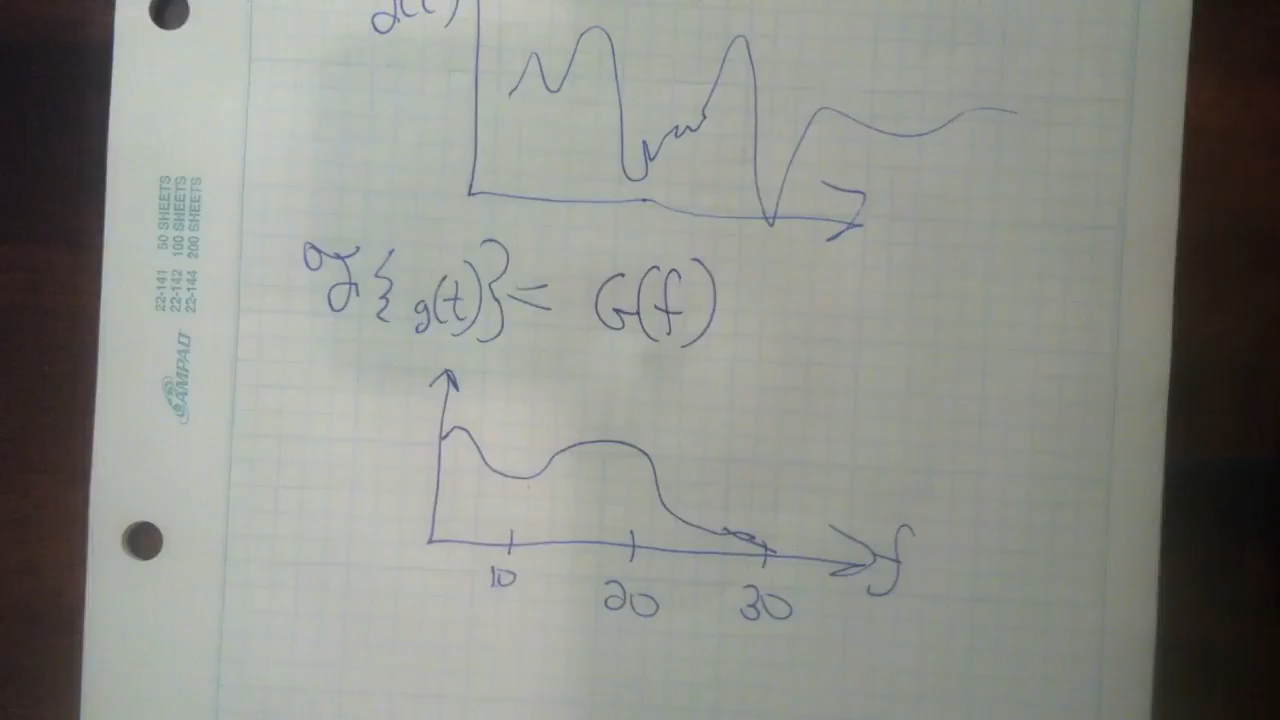 g(t)
ℱ{g(t)} = G(f)
10 20 30 f
22-141 50 SHEETS
22-142 100 SHEETS
22-144 200 SHEETS
AMPAD